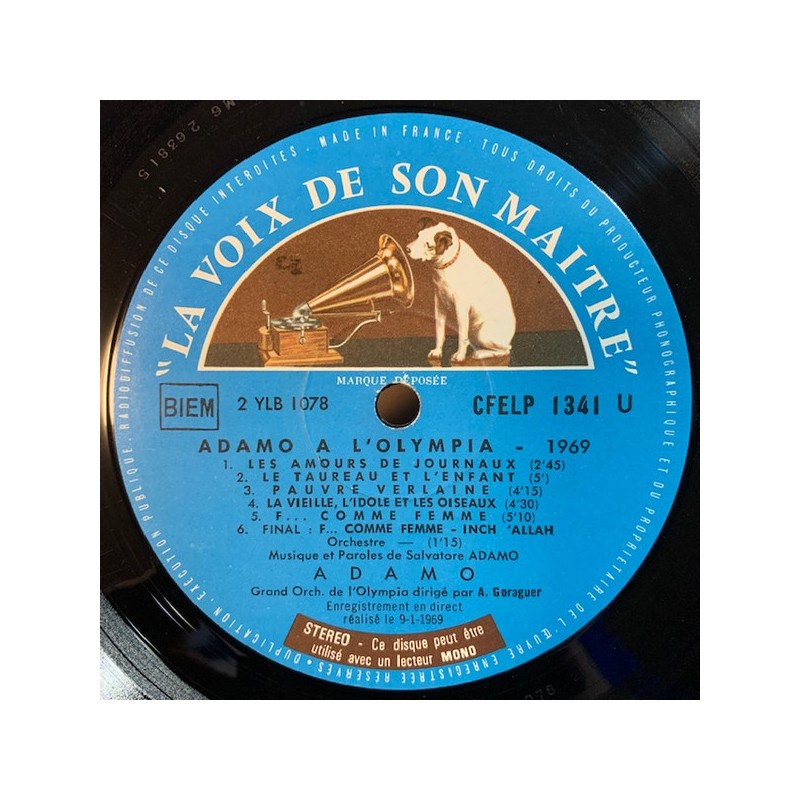 M6 263815
DUPLICATION, EXÉCUTION PUBLIQUE, RADIODIFFUSION DE CE DISQUE INTERDITES. MADE IN FRANCE. TOUS DROITS DU PRODUCTEUR PHONOGRAPHIQUE ET DU PROPRIÉTAIRE DE L'ŒUVRE ENREGISTRÉE RÉSERVÉS
"LA VOIX DE SON MAITRE"
MARQUE DÉPOSÉE
BIEM 2 YLB 1078 CFELP 1341 U
ADAMO A L'OLYMPIA - 1969
1. LES AMOURS DE JOURNAUX (2'45)
2. LE TAUREAU ET L'ENFANT (5')
3. PAUVRE VERLAINE (4'15)
4. LA VIEILLE, L'IDOLE ET LES OISEAUX (4'30)
5. F... COMME FEMME (5'10)
6. FINAL : F... COMME FEMME - INCH 'ALLAH
Orchestre — (1'15)
Musique et Paroles de Salvatore ADAMO
ADAMO
Grand Orch. de l'Olympia dirigé par A. Goraguer
Enregistrement en direct
réalisé le 9-1-1969
STEREO - Ce disque peut être
utilisé avec un lecteur MONO